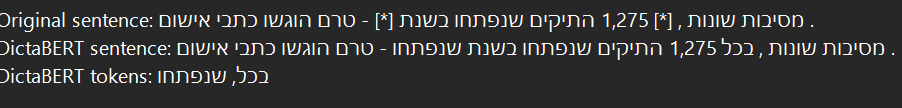 Original sentence: מסיבות שונות , [*] 1,275 התיקים שנפתחו בשנת [*] - טרם הוגשו כתבי אישום .
DictaBERT sentence: מסיבות שונות , בכל 1,275 התיקים שנפתחו בשנת שנפתחו - טרם הוגשו כתבי אישום .
DictaBERT tokens: בכל, שנפתחו